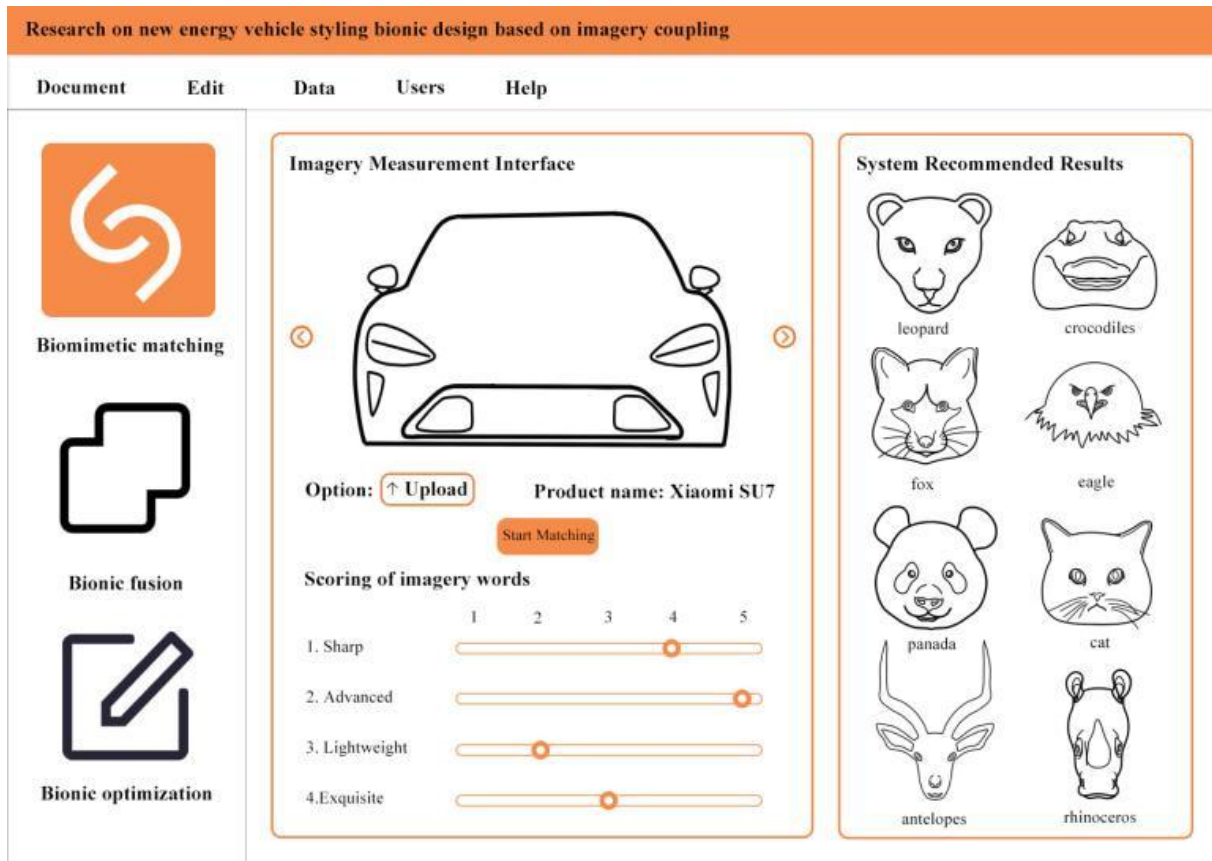 Research on new energy vehicle styling bionic design based on imagery coupling
Document Edit Data Users Help
Biomimetic matching
Bionic fusion
Bionic optimization
Imagery Measurement Interface
Option: ↑ Upload Product name: Xiaomi SU7
Start Matching
Scoring of imagery words
1 2 3 4 5
1. Sharp
2. Advanced
3. Lightweight
4.Exquisite
System Recommended Results
leopard crocodiles
fox eagle
panada cat
antelopes rhinoceros